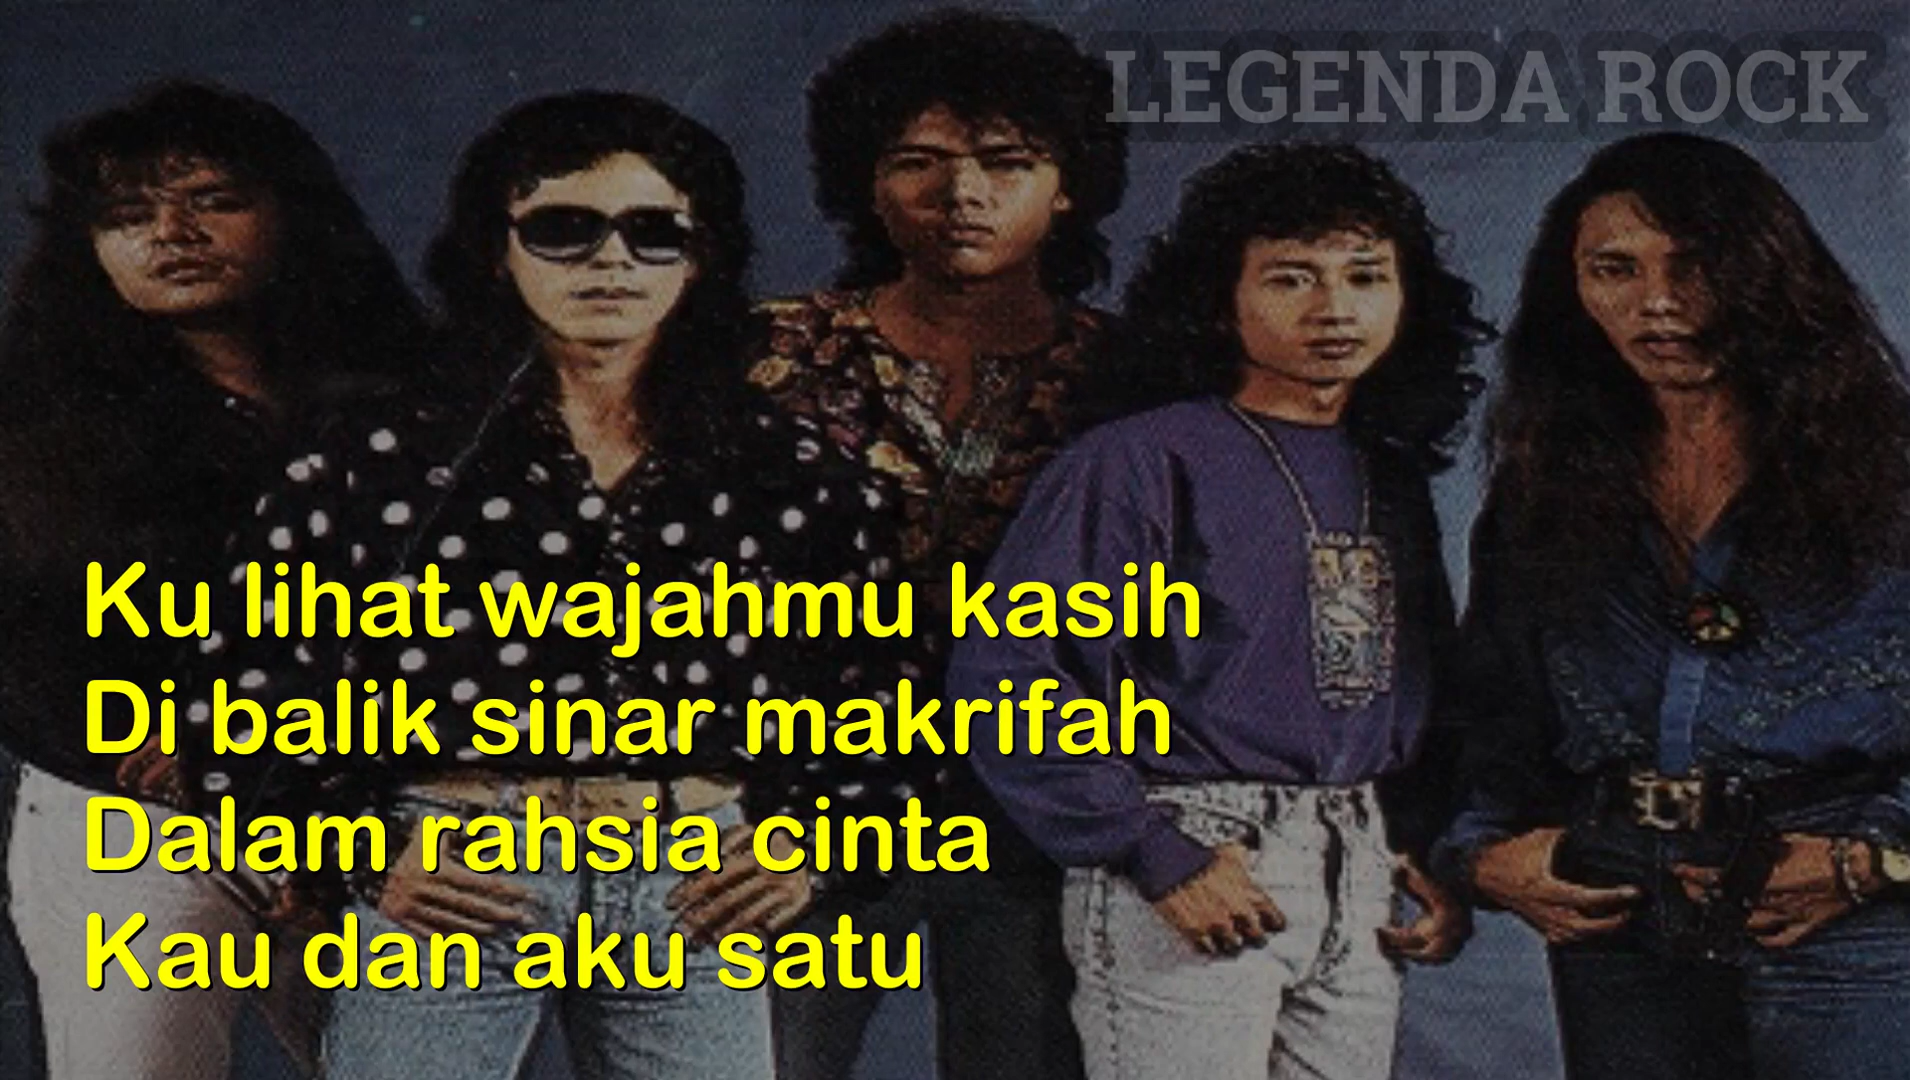 LEGENDA ROCK
Ku lihat wajahmu kasih
Di balik sinar makrifah
Dalam rahsia cinta
Kau dan aku satu